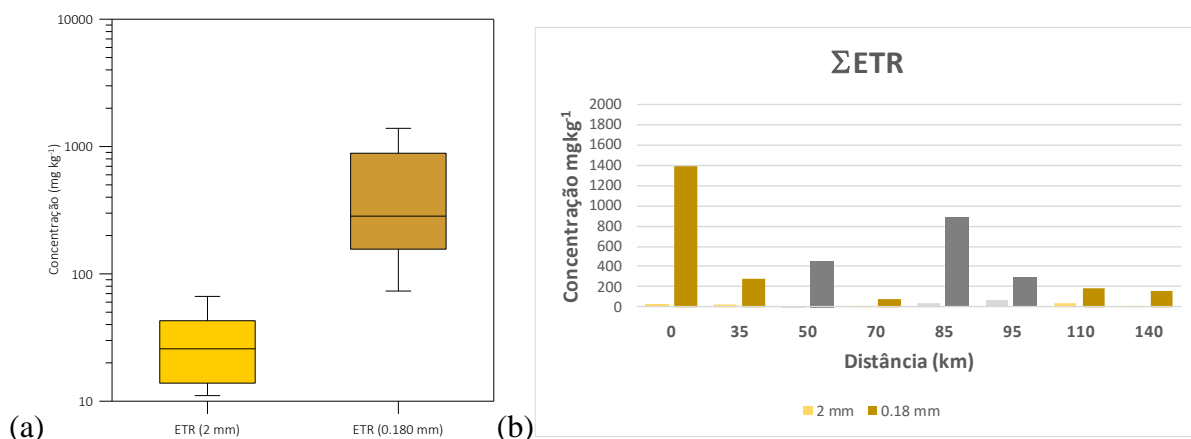 10000
1000
100
10
Concentração (mg kg-1)
ETR (2 mm) ETR (0.180 mm)
(a)
(b)
ΣETR
2000
1800
1600
1400
1200
1000
800
600
400
200
0
Concentração mgkg-1
0 35 50 70 85 95 110 140
Distância (km)
2 mm 0.18 mm